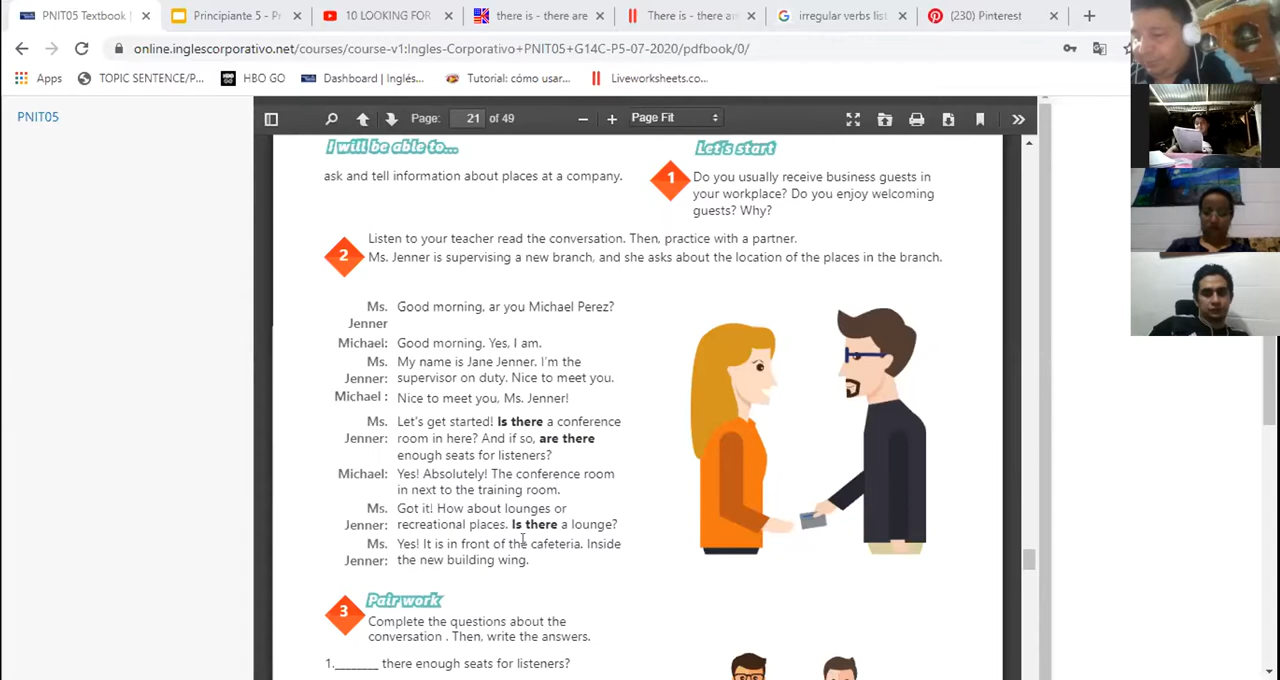 PNIT05 Textbook |
Principiante 5 - P
10 LOOKING FOR
there is - there are
There is - there ar
irregular verbs list
(230) Pinterest
online.inglescorporativo.net/courses/course-v1:Ingles-Corporativo+PNIT05+G14C-P5-07-2020/pdfbook/0/
Apps
TOPIC SENTENCE/P...
HBO GO
Dashboard | Inglés...
Tutorial: cómo usar...
Liveworksheets.co...
PNIT05
Page: 21 of 49
Page Fit
I will be able to...
ask and tell information about places at a company.
Let's start
1
Do you usually receive business guests in
your workplace? Do you enjoy welcoming
guests? Why?
2
Listen to your teacher read the conversation. Then, practice with a partner.
Ms. Jenner is supervising a new branch, and she asks about the location of the places in the branch.
Ms. Good morning, ar you Michael Perez?
Jenner
Michael: Good morning. Yes, I am.
Ms. My name is Jane Jenner. I'm the
Jenner: supervisor on duty. Nice to meet you.
Michael : Nice to meet you, Ms. Jenner!
Ms. Let's get started! Is there a conference
Jenner: room in here? And if so, are there
enough seats for listeners?
Michael: Yes! Absolutely! The conference room
in next to the training room.
Ms. Got it! How about lounges or
Jenner: recreational places. Is there a lounge?
Ms. Yes! It is in front of the cafeteria. Inside
Jenner: the new building wing.
3
Pair work
Complete the questions about the
conversation . Then, write the answers.
1.________ there enough seats for listeners?